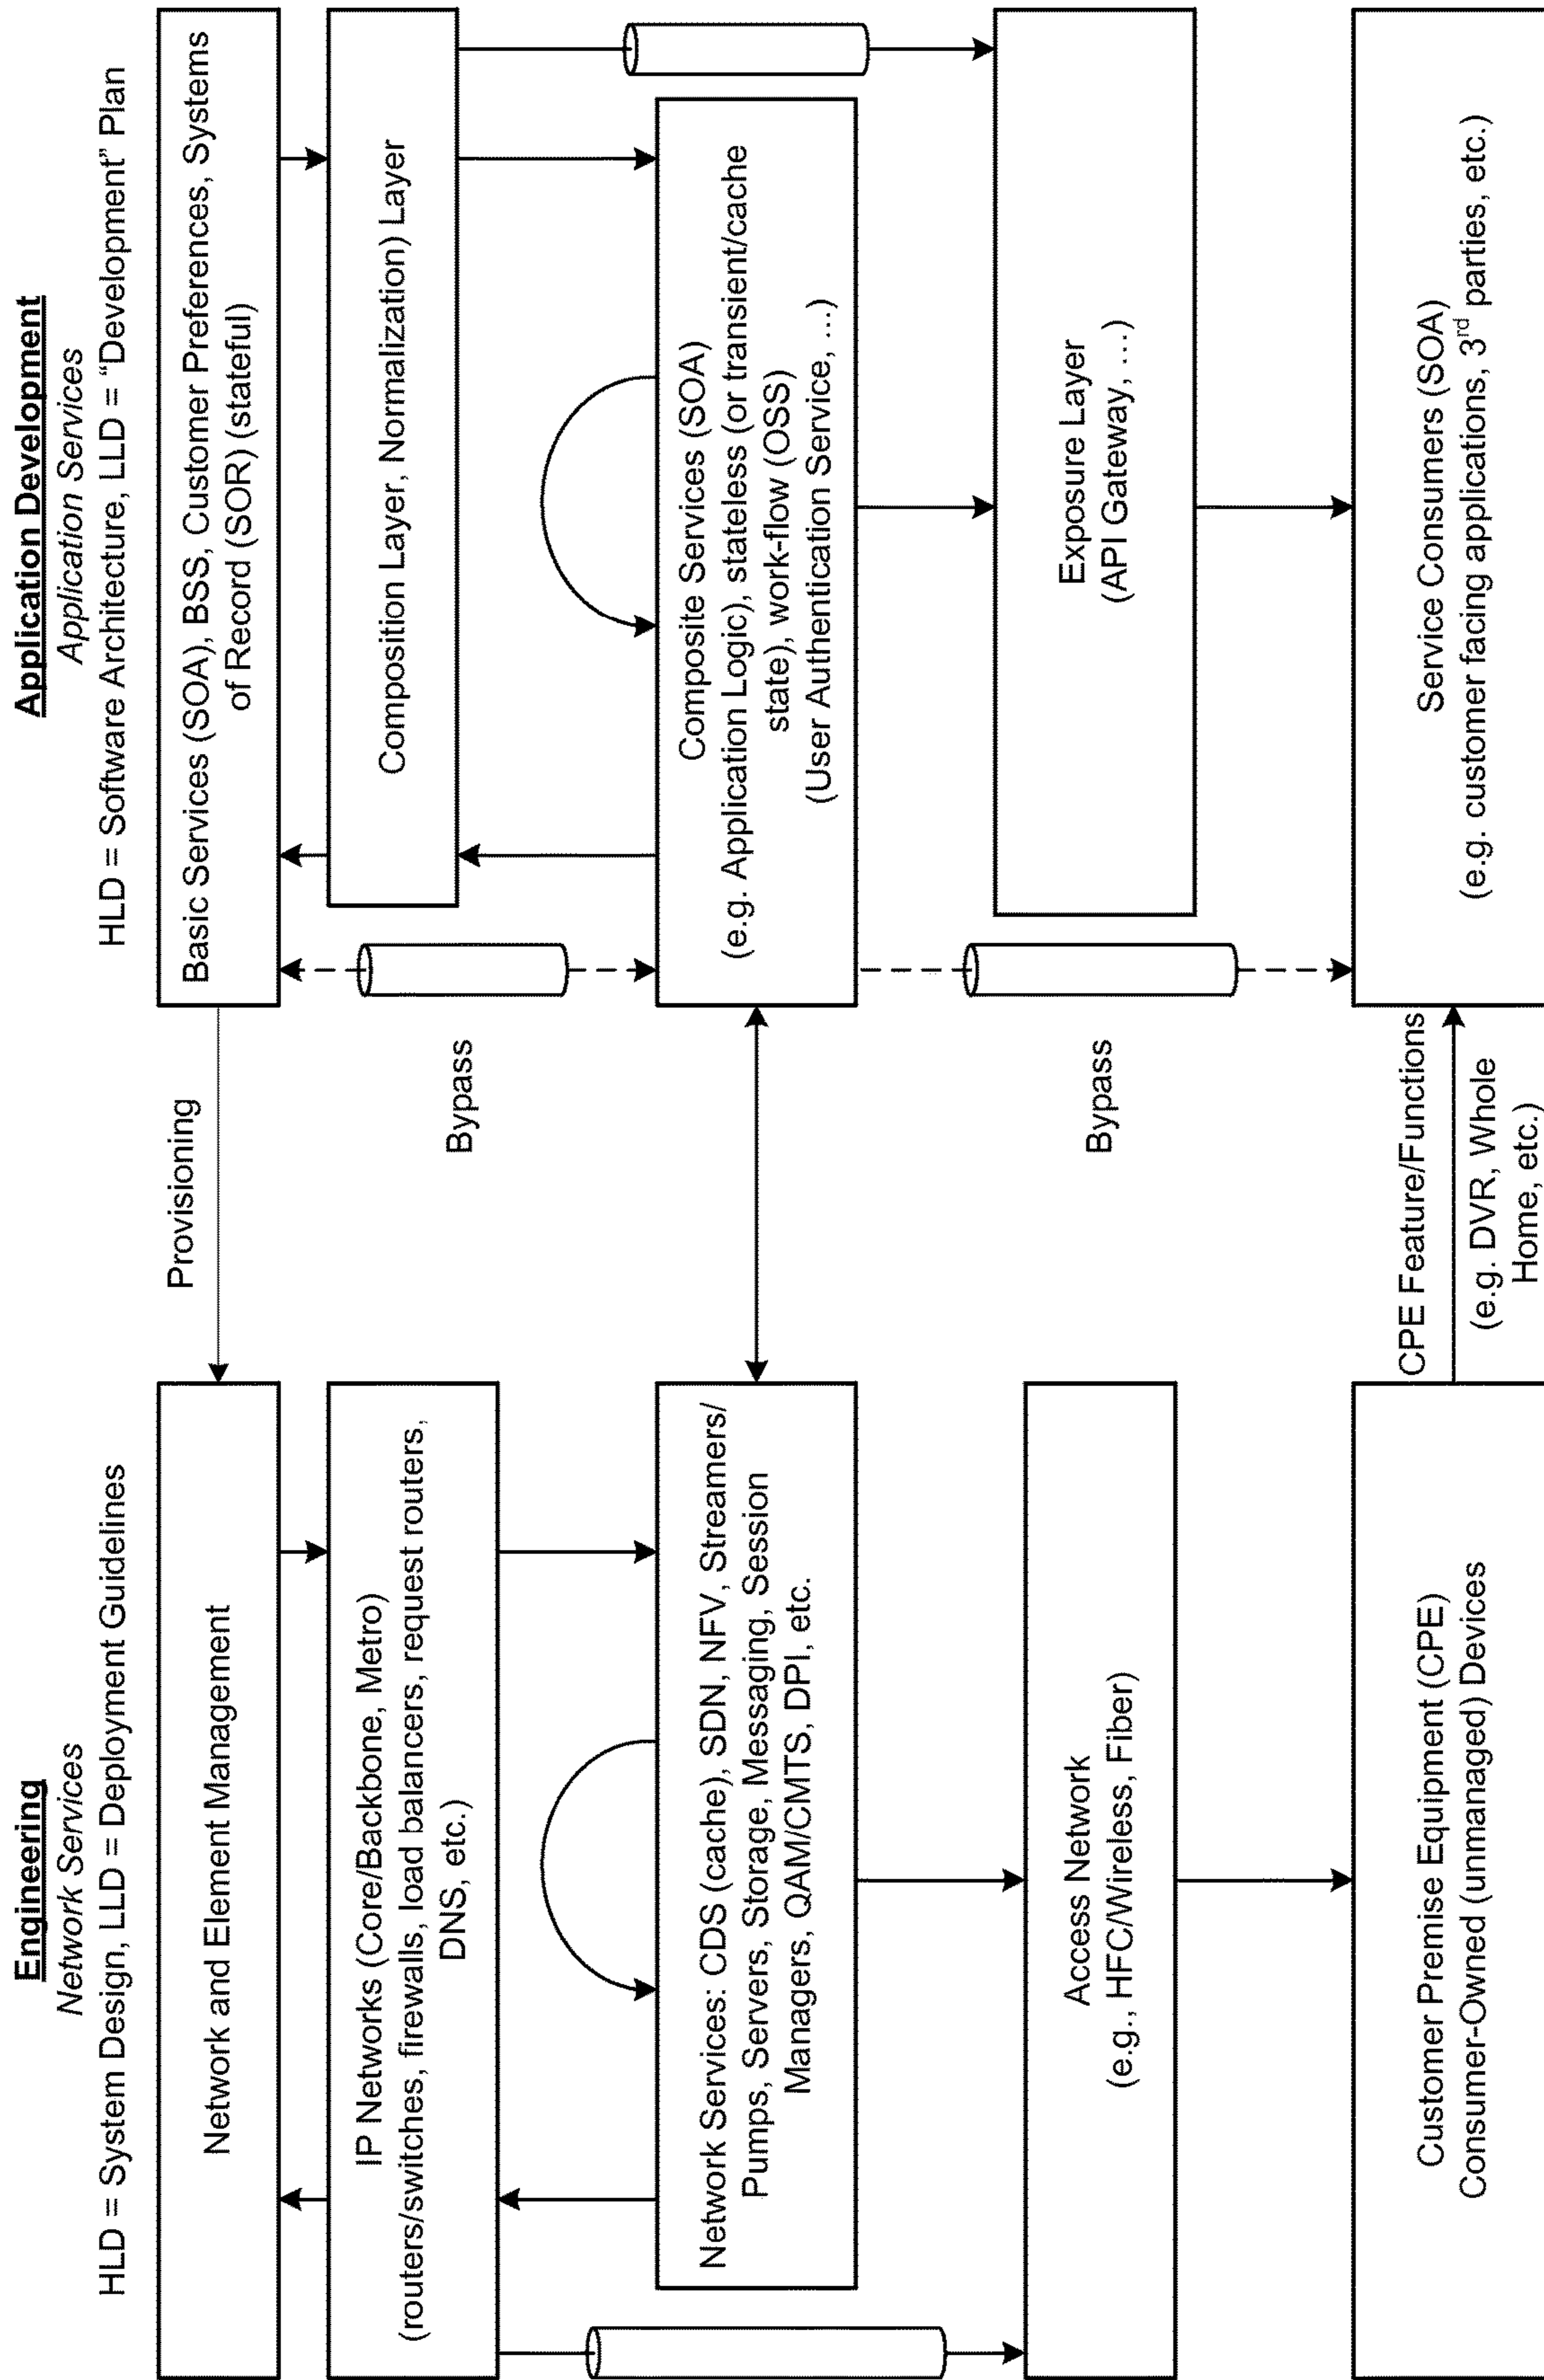 Engineering
Network Services
HLD = System Design, LLD = Deployment Guidelines
Network and Element Management
IP Networks (Core/Backbone, Metro)
(routers/switches, firewalls, load balancers, request routers,
DNS, etc.)
Network Services: CDS (cache), SDN, NFV, Streamers/
Pumps, Servers, Storage, Messaging, Session
Managers, QAM/CMTS, DPI, etc.
Access Network
(e.g., HFC/Wireless, Fiber)
Customer Premise Equipment (CPE)
Consumer-Owned (unmanaged) Devices
Provisioning
Bypass
Bypass
CPE Feature/Functions
(e.g. DVR, Whole
Home, etc.)
Application Development
Application Services
HLD = Software Architecture, LLD = “Development” Plan
Basic Services (SOA), BSS, Customer Preferences, Systems
of Record (SOR) (stateful)
Composition Layer, Normalization) Layer
Composite Services (SOA)
(e.g. Application Logic), stateless (or transient/cache
state), work-flow (OSS)
(User Authentication Service, ...)
Exposure Layer
(API Gateway, ...)
Service Consumers (SOA)
(e.g. customer facing applications, 3rd parties, etc.)